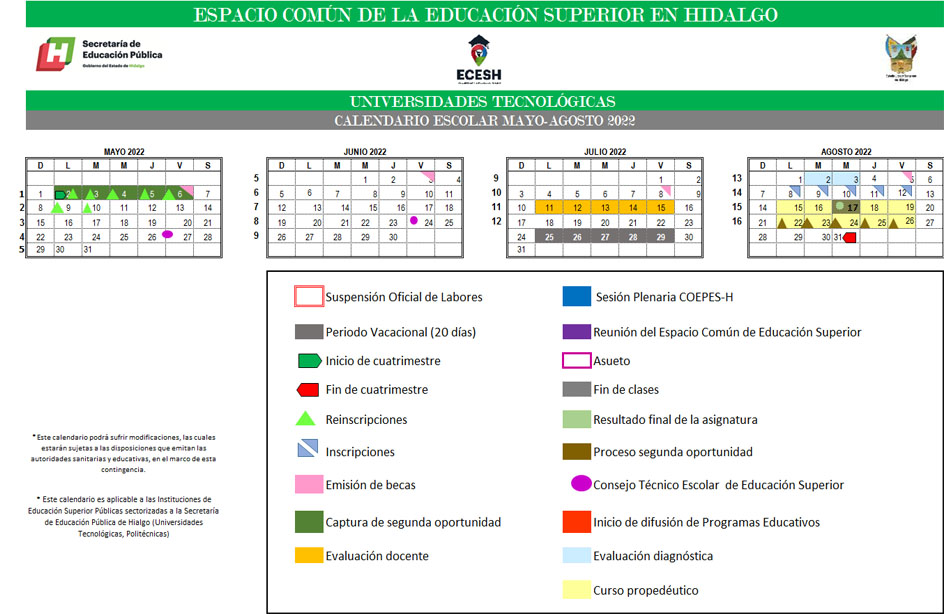 ESPACIO COMÚN DE LA EDUCACIÓN SUPERIOR EN HIDALGO
Secretaría de
Educación Pública
Gobierno del Estado de Hidalgo
ECESH
UNIVERSIDADES TECNOLÓGICAS
CALENDARIO ESCOLAR MAYO-AGOSTO 2022
MAYO 2022
D L M M J V S
1 1 2 3 4 5 6 7
2 8 9 10 11 12 13 14
3 15 16 17 18 19 20 21
4 22 23 24 25 26 27 28
5 29 30 31
JUNIO 2022
D L M M J V S
5 1 2 3 4
6 5 6 7 8 9 10 11
7 12 13 14 15 16 17 18
8 19 20 21 22 23 24 25
9 26 27 28 29 30
JULIO 2022
D L M M J V S
9 1 2
10 3 4 5 6 7 8 9
11 10 11 12 13 14 15 16
12 17 18 19 20 21 22 23
24 25 26 27 28 29 30
31
AGOSTO 2022
D L M M J V S
13 1 2 3 4 5 6
14 7 8 9 10 11 12 13
15 14 15 16 17 18 19 20
16 21 22 23 24 25 26 27
28 29 30 31
Suspensión Oficial de Labores
Sesión Plenaria COEPES-H
Periodo Vacacional (20 días)
Reunión del Espacio Común de Educación Superior
Inicio de cuatrimestre
Asueto
Fin de cuatrimestre
Fin de clases
Reinscripciones
Resultado final de la asignatura
Inscripciones
Proceso segunda oportunidad
Emisión de becas
Consejo Técnico Escolar de Educación Superior
Captura de segunda oportunidad
Inicio de difusión de Programas Educativos
Evaluación docente
Evaluación diagnóstica
Curso propedéutico
*Este calendario podrá sufrir modificaciones, las cuales
estarán sujetas a las disposiciones que emitan las
autoridades sanitarias y educativas, en el marco de esta
contingencia.
* Este calendario es aplicable a las Instituciones de
Educación Superior Públicas sectorizadas a la Secretaría
de Educación Pública de Hialgo (Universidades
Tecnológicas, Politécnicas)